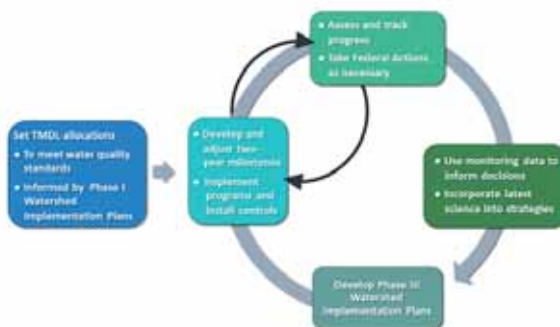 Assess and track
progress
Take Federal Actions
as necessary
Set TMDL allocations
To meet water quality
standards
Informed by Phase I
Watershed
Implementation Plans
Develop and
adjust two-
year milestones
Implement
programs and
install controls
Use monitoring data to
inform decisions
Incorporate latest
science into strategies
Develop Phase III
Watershed
Implementation Plans